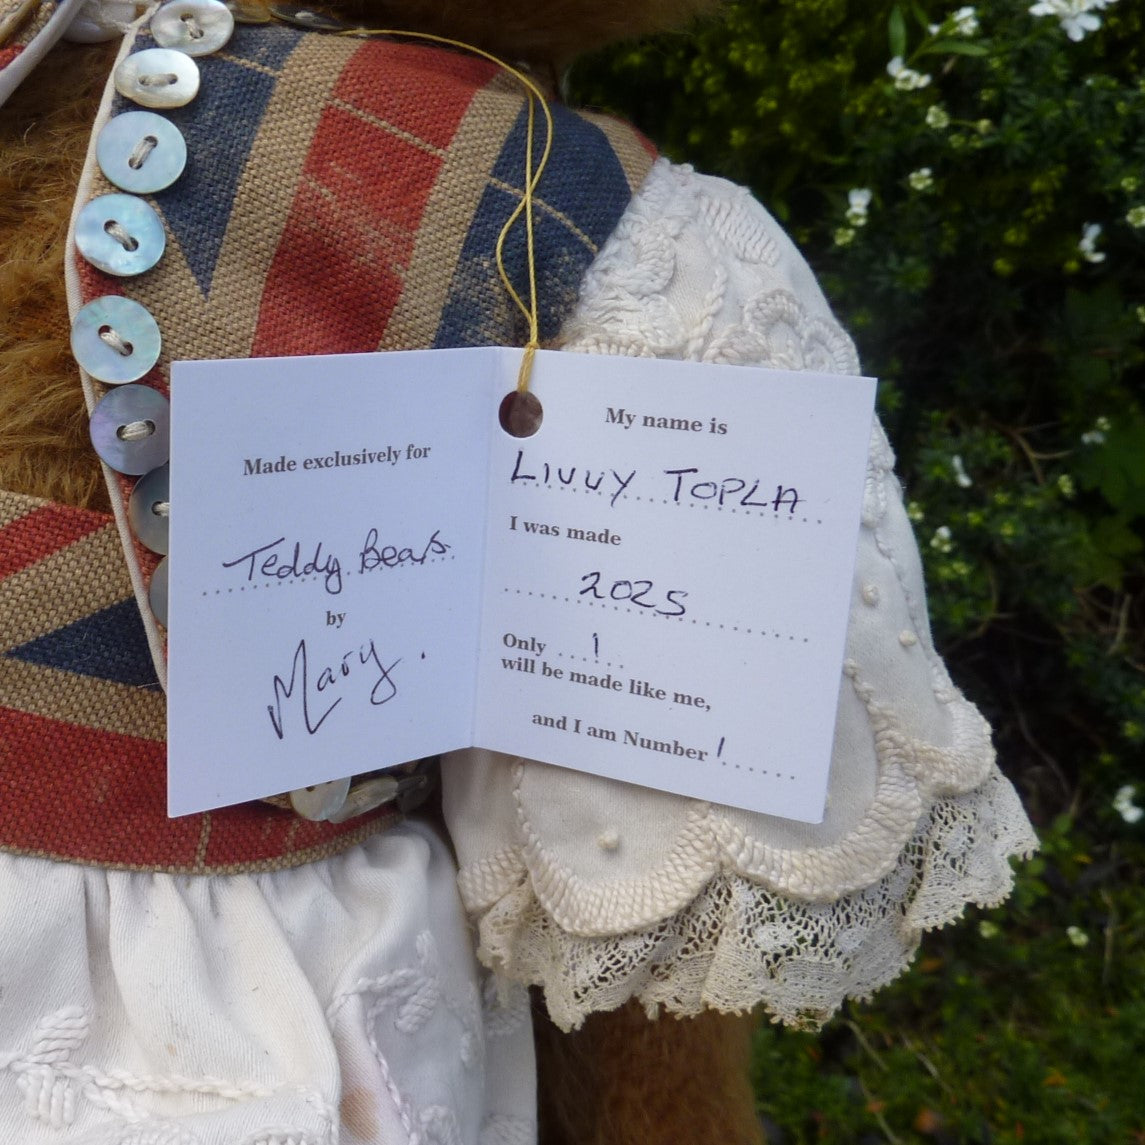 Made exclusively for
Teddy Bears
by
Mary.
My name is
LIVVY TOPLA
I was made
2025
Only 1
will be made like me,
and I am Number 1